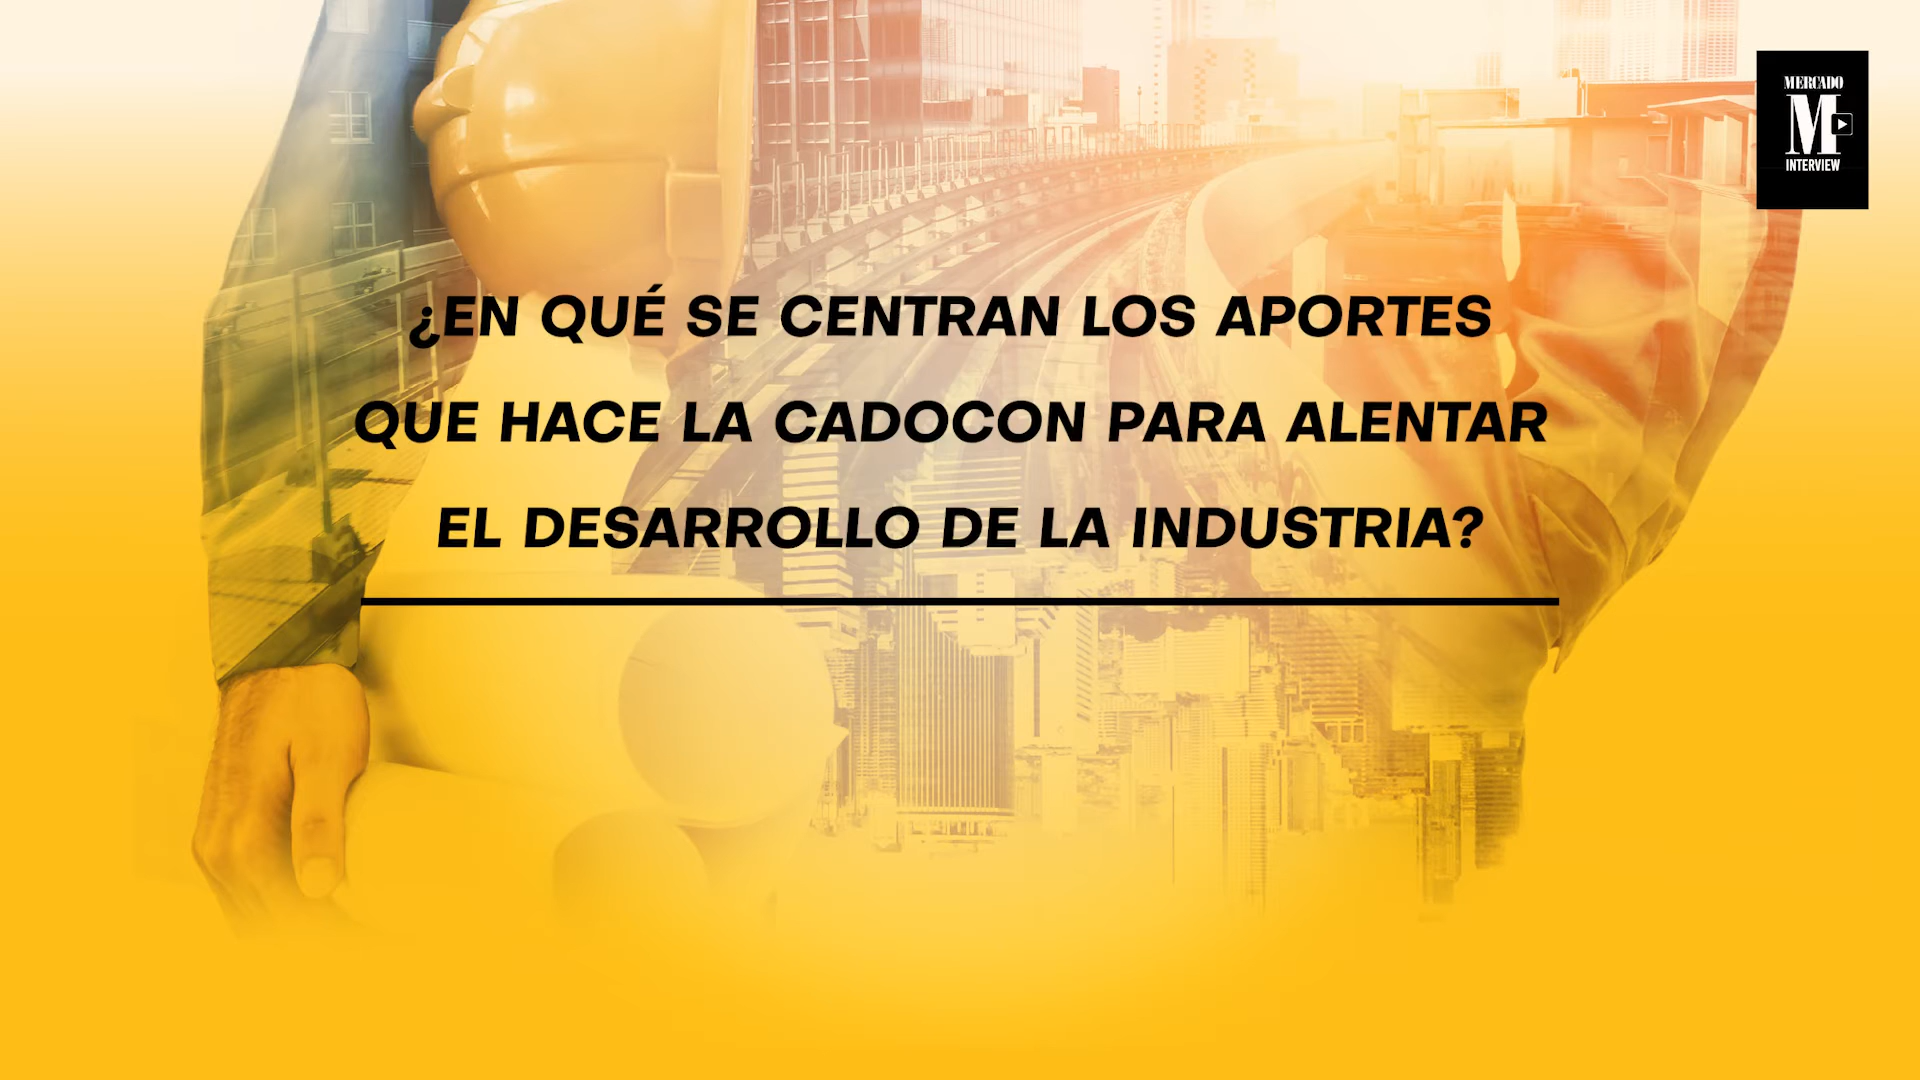 MERCADO
M
INTERVIEW
¿EN QUÉ SE CENTRAN LOS APORTES
QUE HACE LA CADOCON PARA ALENTAR
EL DESARROLLO DE LA INDUSTRIA?